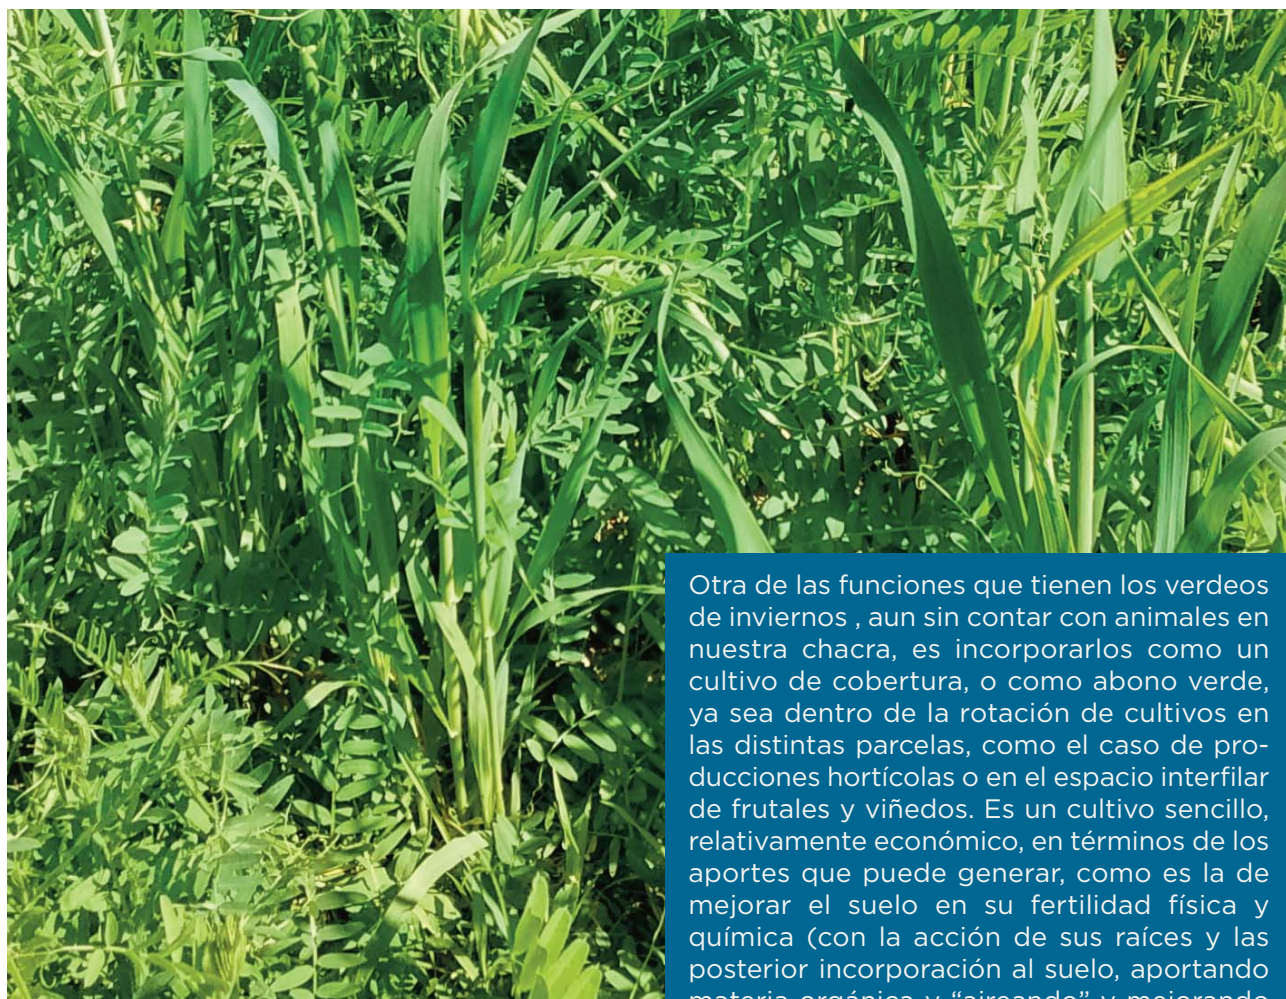 Otra de las funciones que tienen los verdeos
de inviernos , aun sin contar con animales en
nuestra chacra, es incorporarlos como un
cultivo de cobertura, o como abono verde,
ya sea dentro de la rotación de cultivos en
las distintas parcelas, como el caso de pro-
ducciones hortícolas o en el espacio interfilar
de frutales y viñedos. Es un cultivo sencillo,
relativamente económico, en términos de los
aportes que puede generar, como es la de
mejorar el suelo en su fertilidad física y
química (con la acción de sus raíces y las
posterior incorporación al suelo, aportando
materia orgánica y “aireando” y mejorando